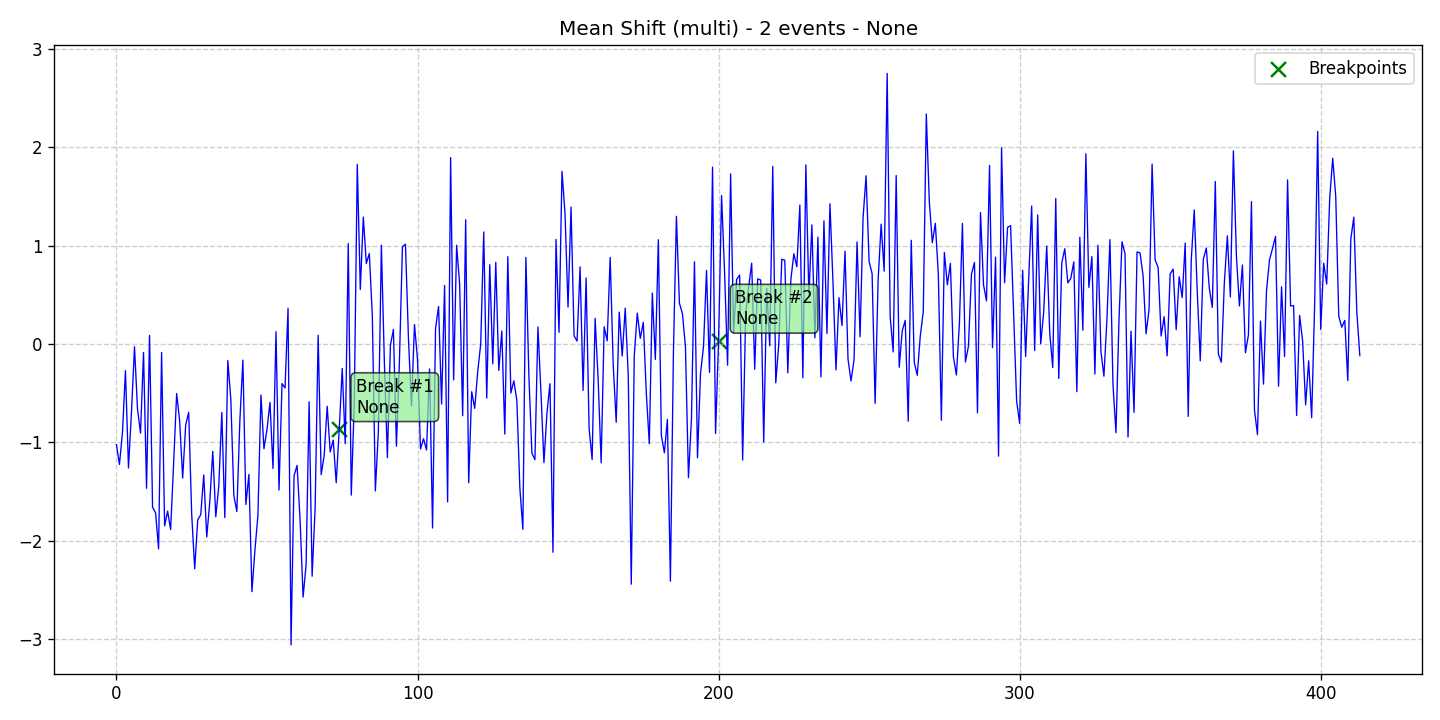 Mean Shift (multi) - 2 events - None
Breakpoints
3
2
1
0
−1
−2
−3
Break #1
None
Break #2
None
0
100
200
300
400